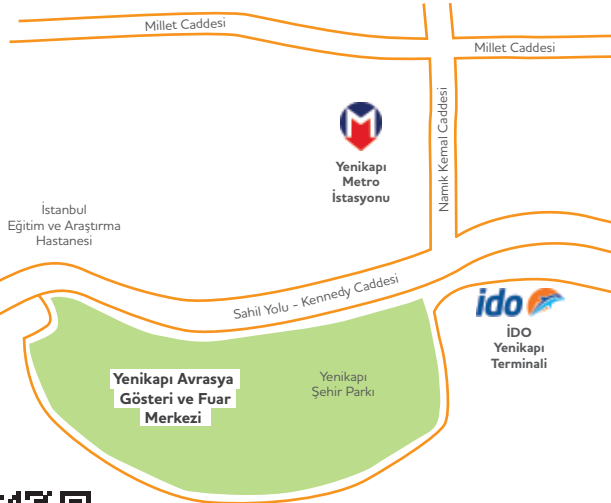 Millet Caddesi
Millet Caddesi
Namık Kemal Caddesi
M
Yenikapı
Metro
İstasyonu
İstanbul
Eğitim ve Araştırma
Hastanesi
Sahil Yolu - Kennedy Caddesi
ido
İDO
Yenikapı
Terminali
Yenikapı Avrasya
Gösteri ve Fuar
Merkezi
Yenikapı
Şehir Parkı